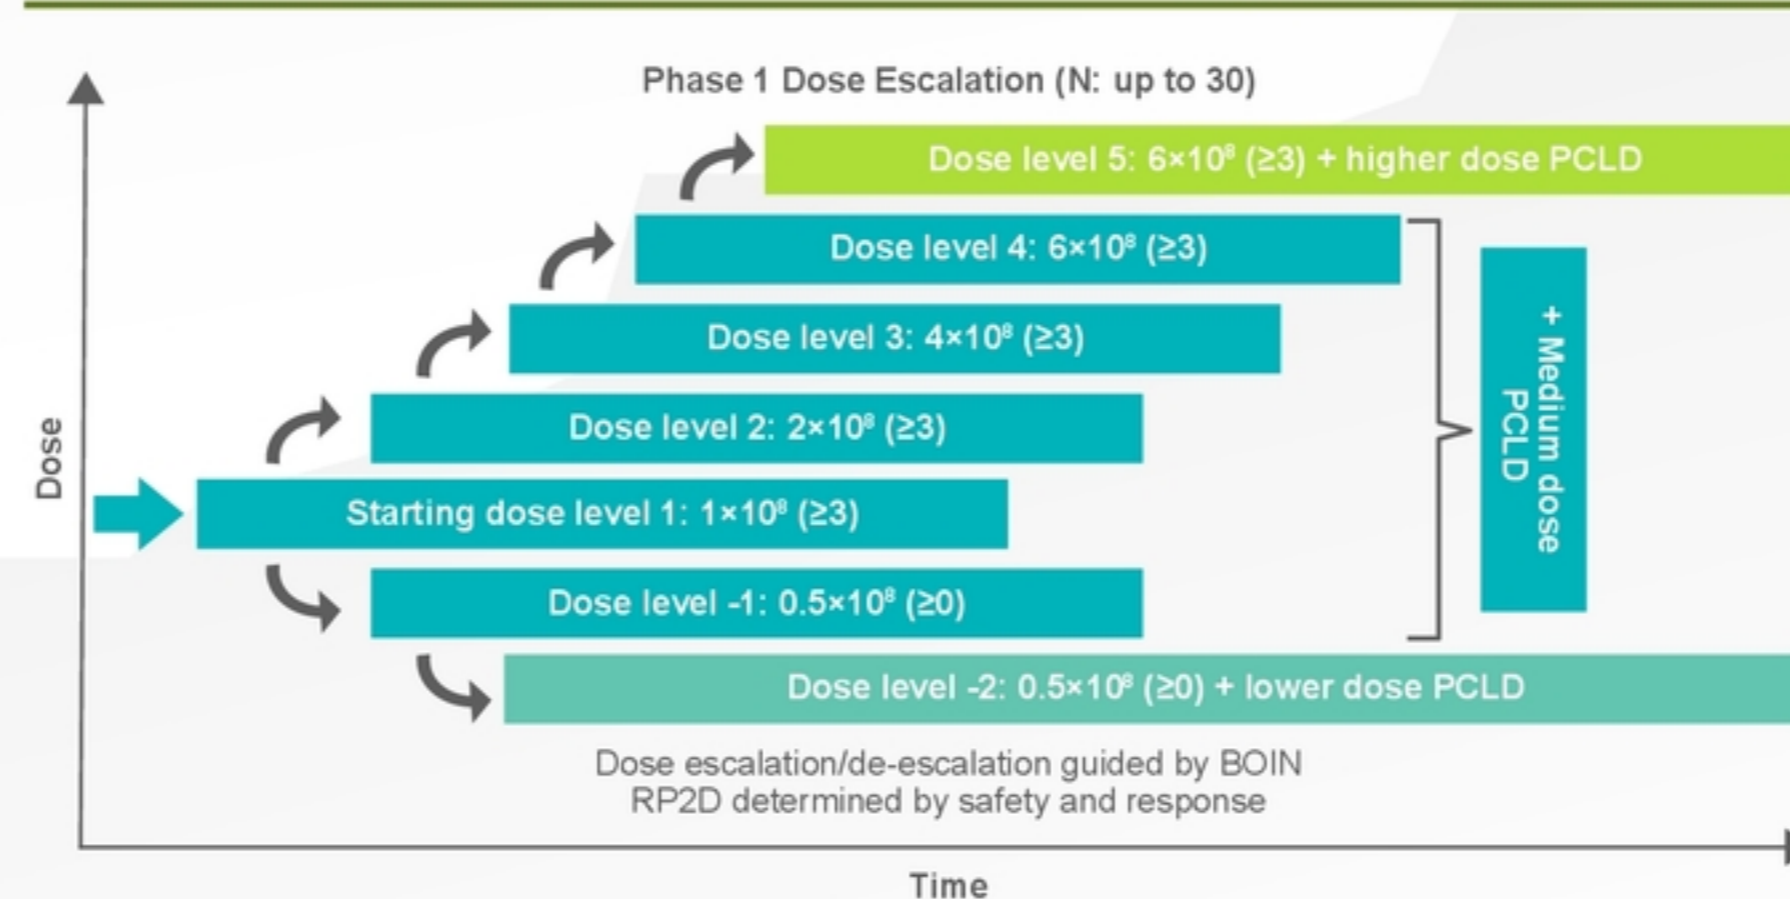 Phase 1 Dose Escalation (N: up to 30)
Dose level 5: 6×10⁸ (≥3) + higher dose PCLD
Dose level 4: 6×10⁸ (≥3)
Dose level 3: 4×10⁸ (≥3)
Dose level 2: 2×10⁸ (≥3)
Starting dose level 1: 1×10⁸ (≥3)
Dose level -1: 0.5×10⁸ (≥0)
Dose level -2: 0.5×10⁸ (≥0) + lower dose PCLD
+ Medium dose
PCLD
Dose escalation/de-escalation guided by BOIN
RP2D determined by safety and response
Dose
Time